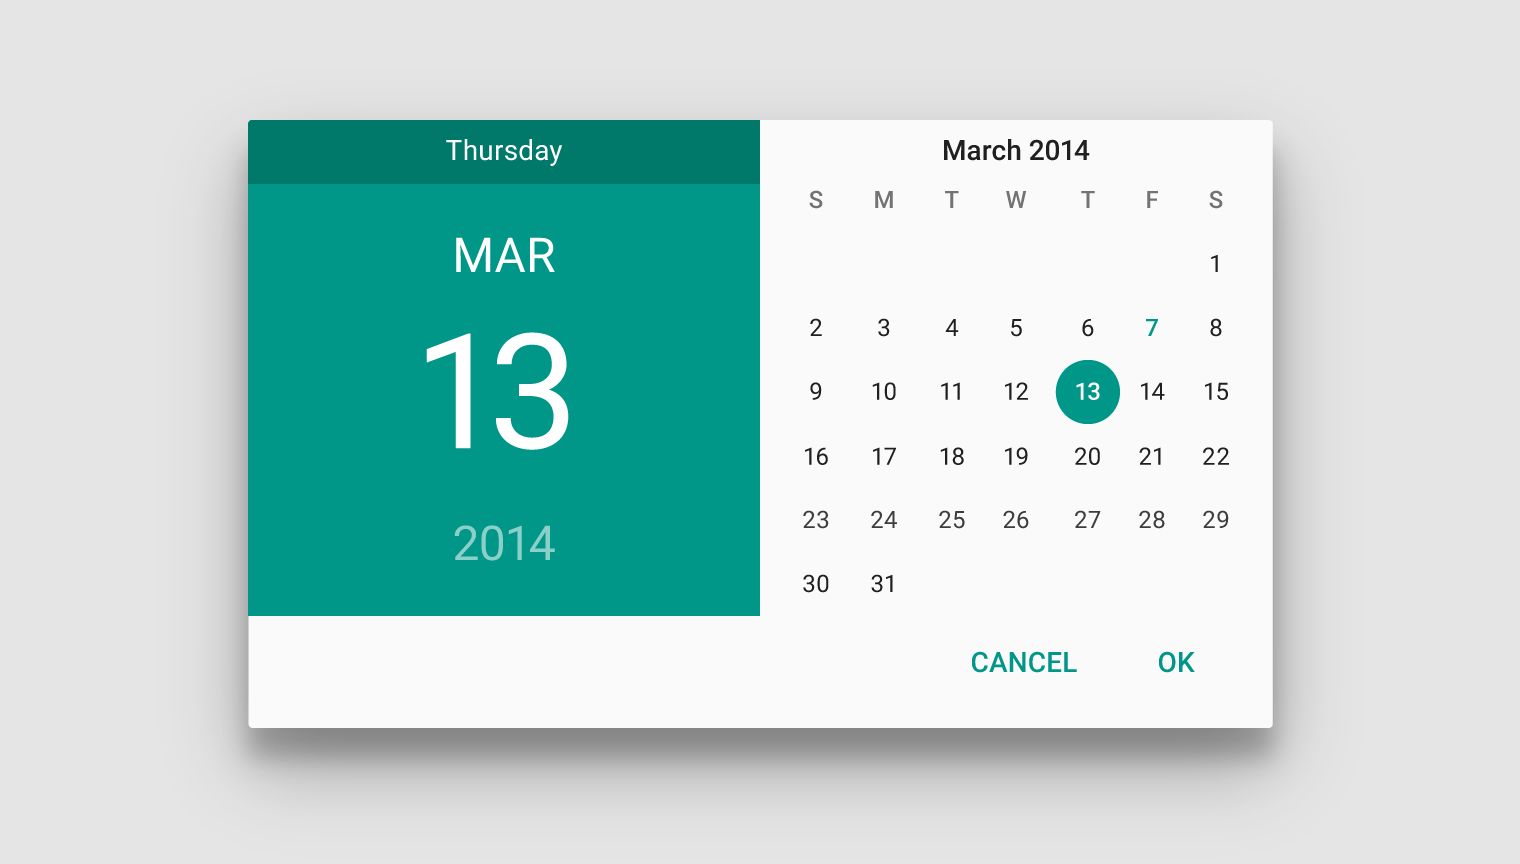 Thursday
MAR
13
2014
March 2014
S M T W T F S
1
2 3 4 5 6 7 8
9 10 11 12 13 14 15
16 17 18 19 20 21 22
23 24 25 26 27 28 29
30 31
CANCEL OK